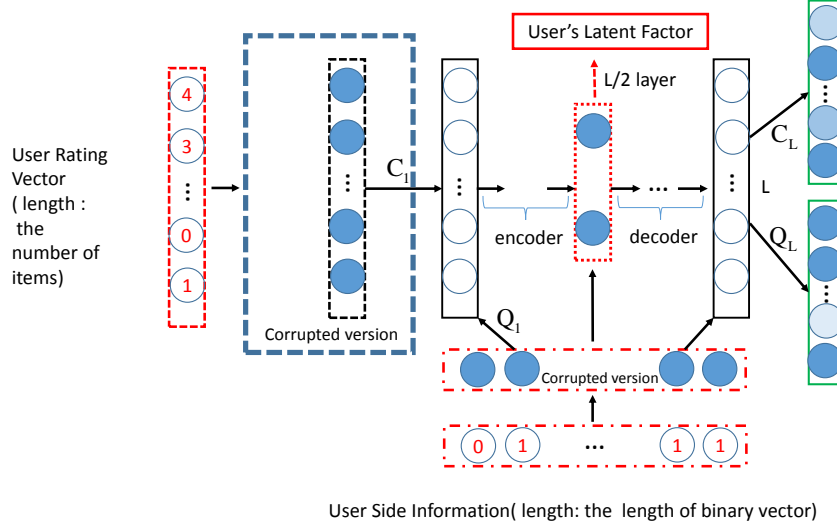 User's Latent Factor
L/2 layer
4
3
...
0
1
User Rating
Vector
( length :
the
number of
items)
Corrupted version
C1
...
...
encoder
...
decoder
...
L
CL
QL
...
...
Q1
Corrupted version
0 1 ... 1 1
User Side Information( length: the length of binary vector)